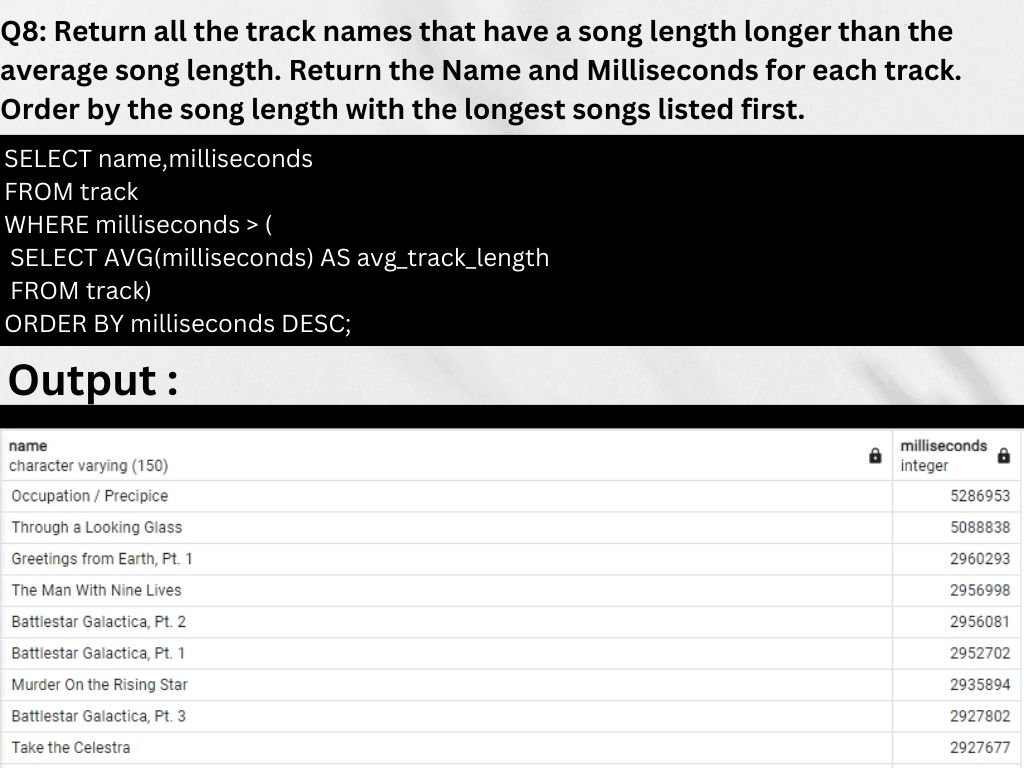 Q8: Return all the track names that have a song length longer than the
average song length. Return the Name and Milliseconds for each track.
Order by the song length with the longest songs listed first.
SELECT name,milliseconds
FROM track
WHERE milliseconds > (
SELECT AVG(milliseconds) AS avg_track_length
FROM track)
ORDER BY milliseconds DESC;
Output :
name milliseconds
character varying (150) integer
Occupation / Precipice 5286953
Through a Looking Glass 5088838
Greetings from Earth, Pt. 1 2960293
The Man With Nine Lives 2956998
Battlestar Galactica, Pt. 2 2956081
Battlestar Galactica, Pt. 1 2952702
Murder On the Rising Star 2935894
Battlestar Galactica, Pt. 3 2927802
Take the Celestra 2927677